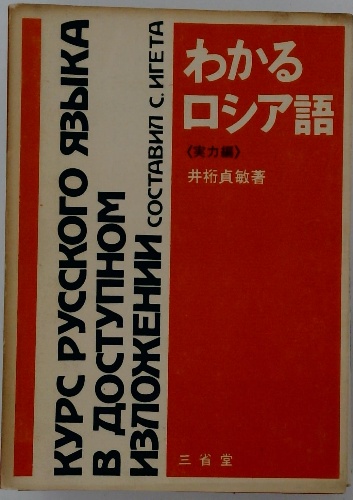 わかる
ロシア語
〈実力編〉
井桁貞敏著
三省堂
КУРС РУССКОГО ЯЗЫКА
В ДОСТУПНОМ
ИЗЛОЖЕНИИ СОСТАВИЛ С. ИГЕТА